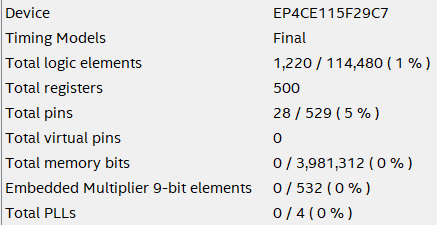 Device EP4CE115F29C7
Timing Models Final
Total logic elements 1,220 / 114,480 ( 1 % )
Total registers 500
Total pins 28 / 529 ( 5 % )
Total virtual pins 0
Total memory bits 0 / 3,981,312 ( 0 % )
Embedded Multiplier 9-bit elements 0 / 532 ( 0 % )
Total PLLs 0 / 4 ( 0 % )